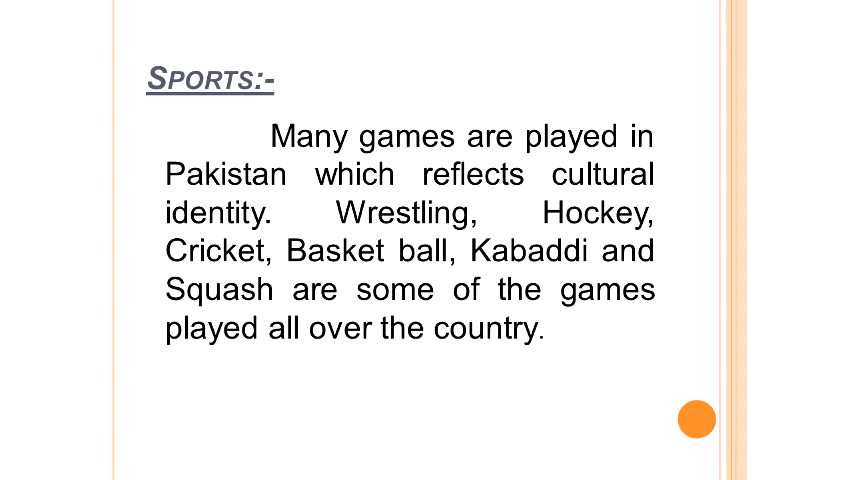 SPORTS:-
Many games are played in
Pakistan which reflects cultural
identity. Wrestling, Hockey,
Cricket, Basket ball, Kabaddi and
Squash are some of the games
played all over the country.